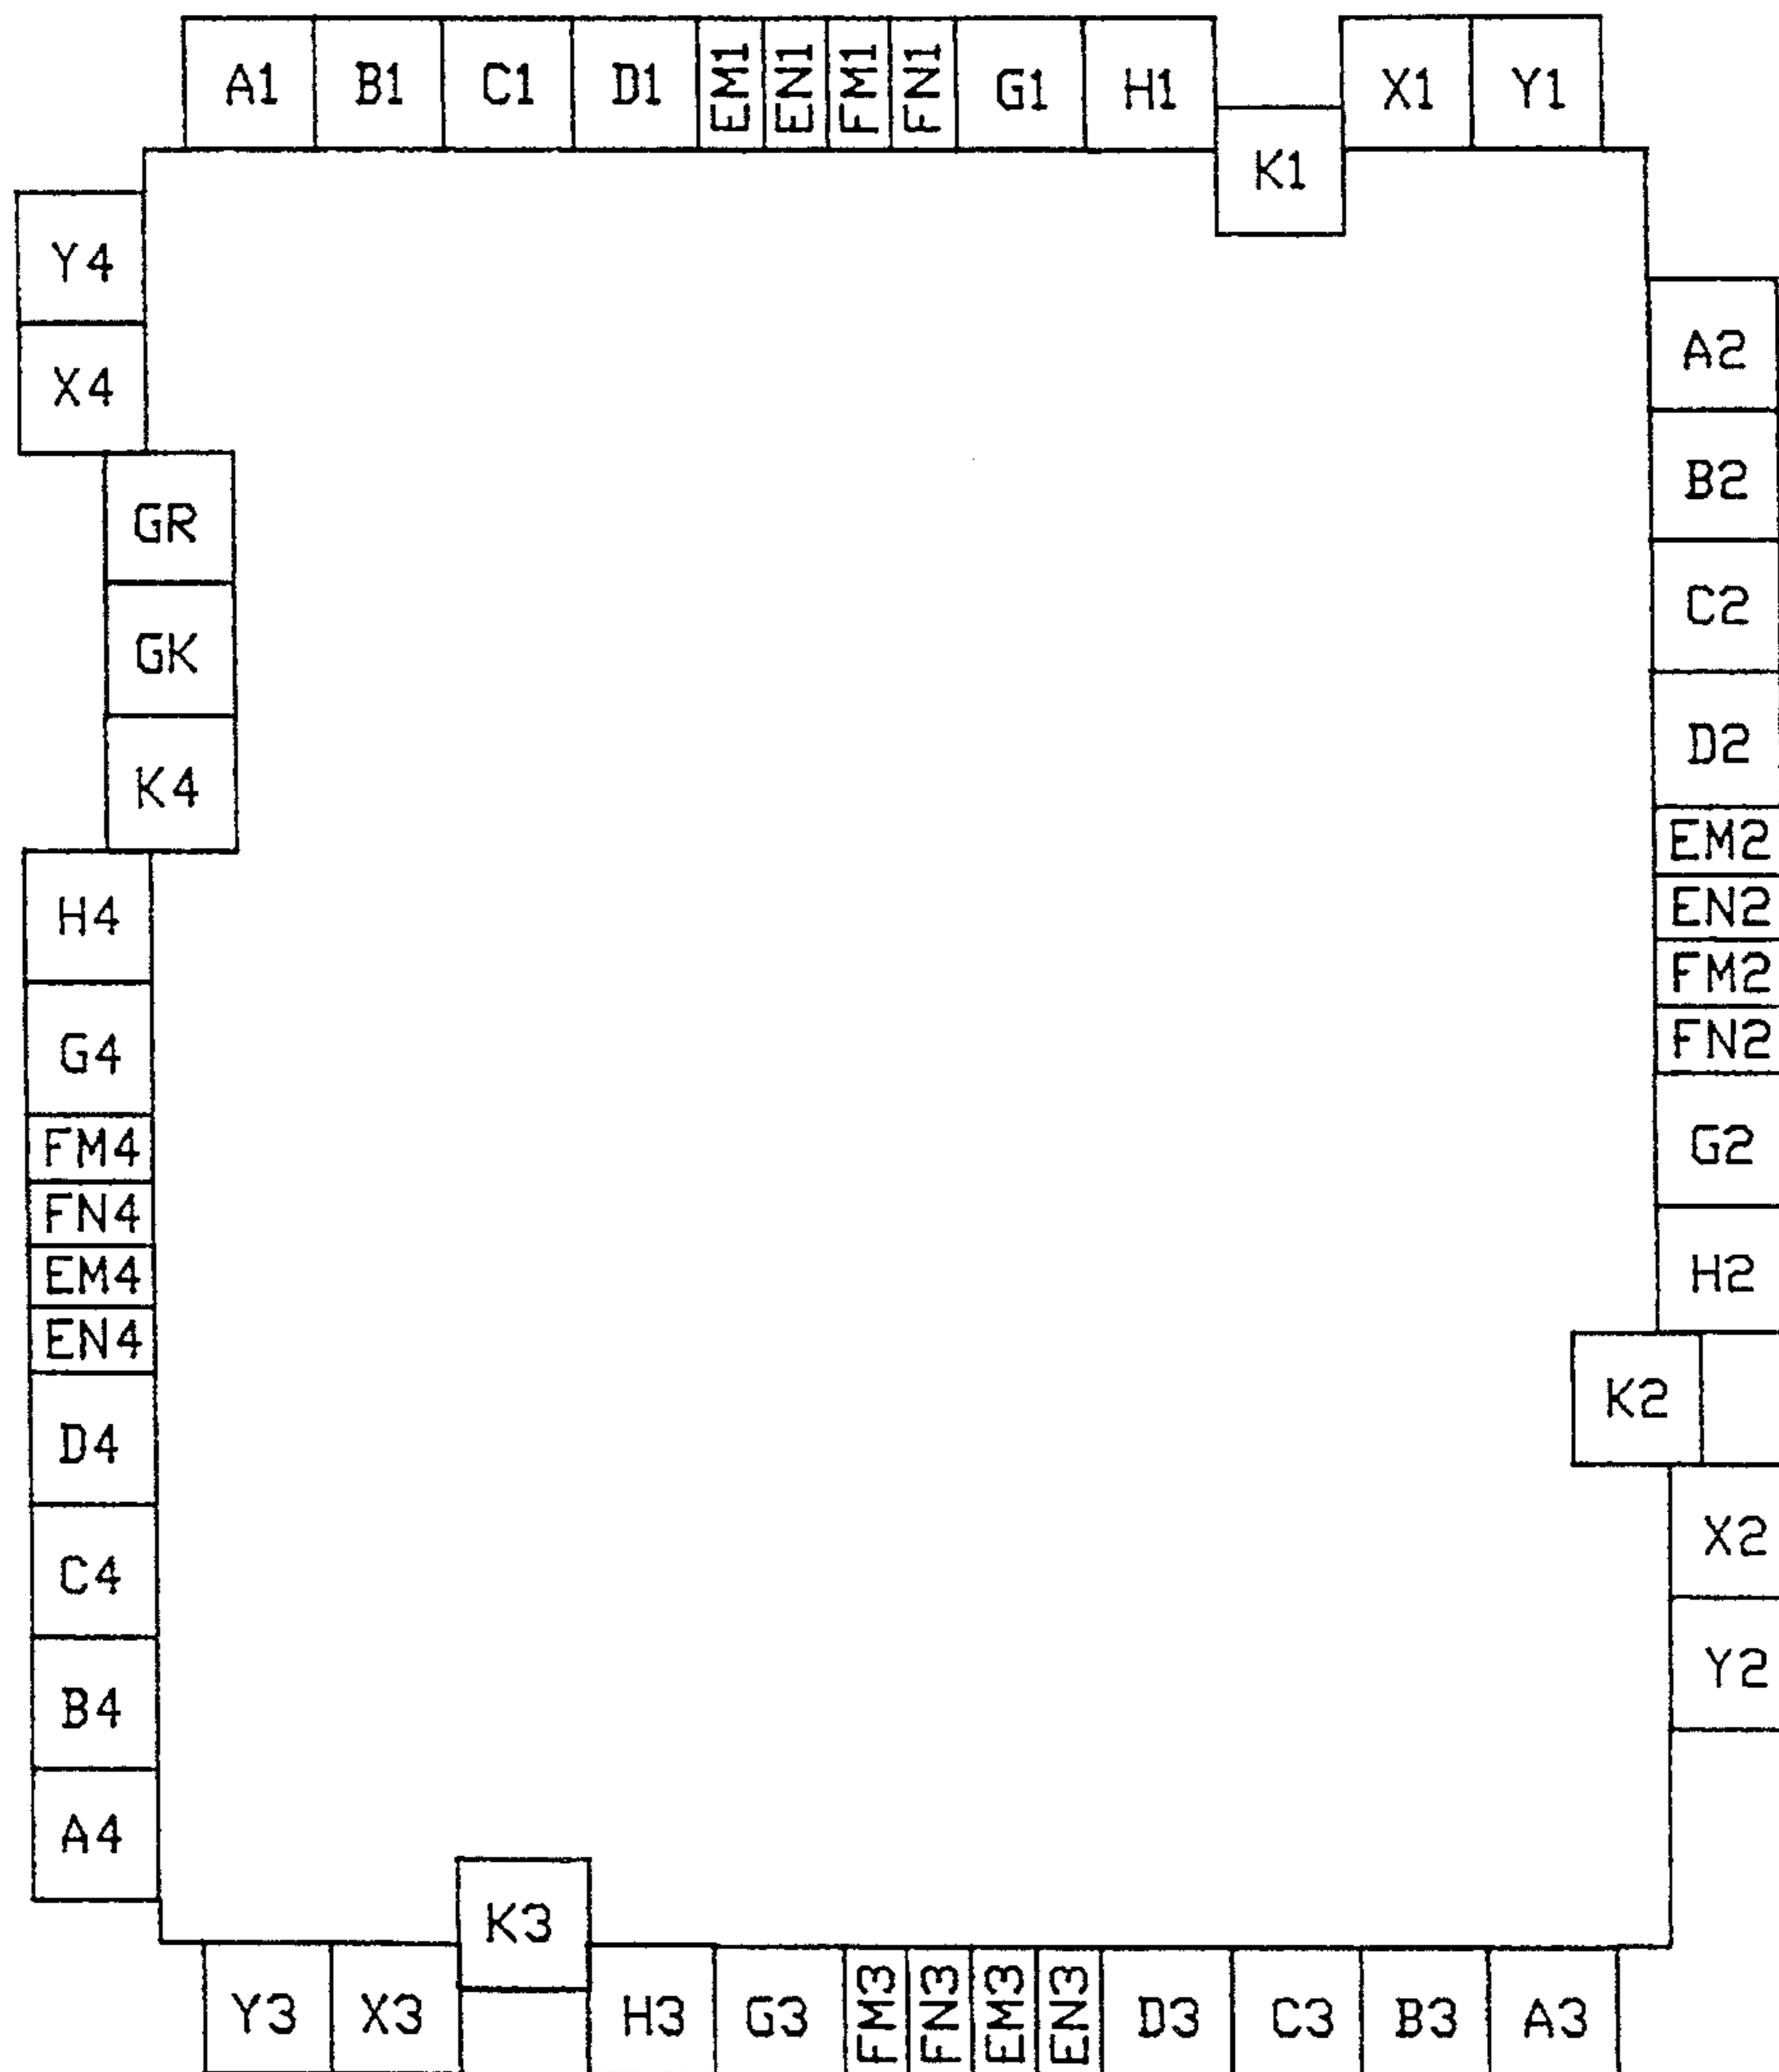 A1 B1 C1 D1 EM1 EN1 FM1 FN1 G1 H1 X1 Y1
K1
Y4
A2
X4
B2
GR
C2
GK
D2
K4
EM2
H4
EN2
FM2
G4
FN2
FM4
G2
FN4
EM4
H2
EN4
K2
D4
X2
C4
Y2
B4
A4
K3
Y3 X3 H3 G3 FM3 FN3 EM3 EN3 D3 C3 B3 A3